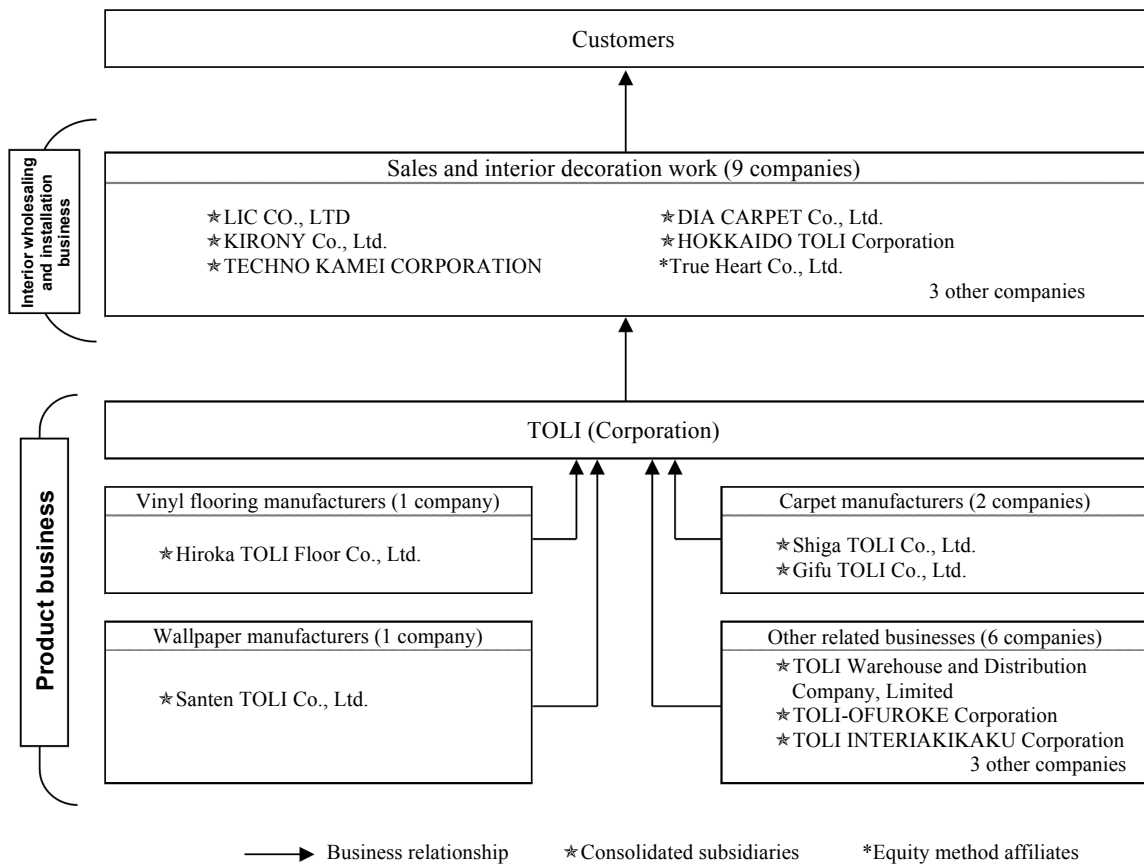 Customers
Interior wholesaling
and installation
business
Sales and interior decoration work (9 companies)
✯LIC CO., LTD
✯KIRONY Co., Ltd.
✯TECHNO KAMEI CORPORATION
✯DIA CARPET Co., Ltd.
✯HOKKAIDO TOLI Corporation
*True Heart Co., Ltd.
3 other companies
Product business
TOLI (Corporation)
Vinyl flooring manufacturers (1 company)
✯Hiroka TOLI Floor Co., Ltd.
Carpet manufacturers (2 companies)
✯Shiga TOLI Co., Ltd.
✯Gifu TOLI Co., Ltd.
Wallpaper manufacturers (1 company)
✯Santen TOLI Co., Ltd.
Other related businesses (6 companies)
✯TOLI Warehouse and Distribution
Company, Limited
✯TOLI-OFUROKE Corporation
✯TOLI INTERIAKIKAKU Corporation
3 other companies
Business relationship ✯Consolidated subsidiaries *Equity method affiliates